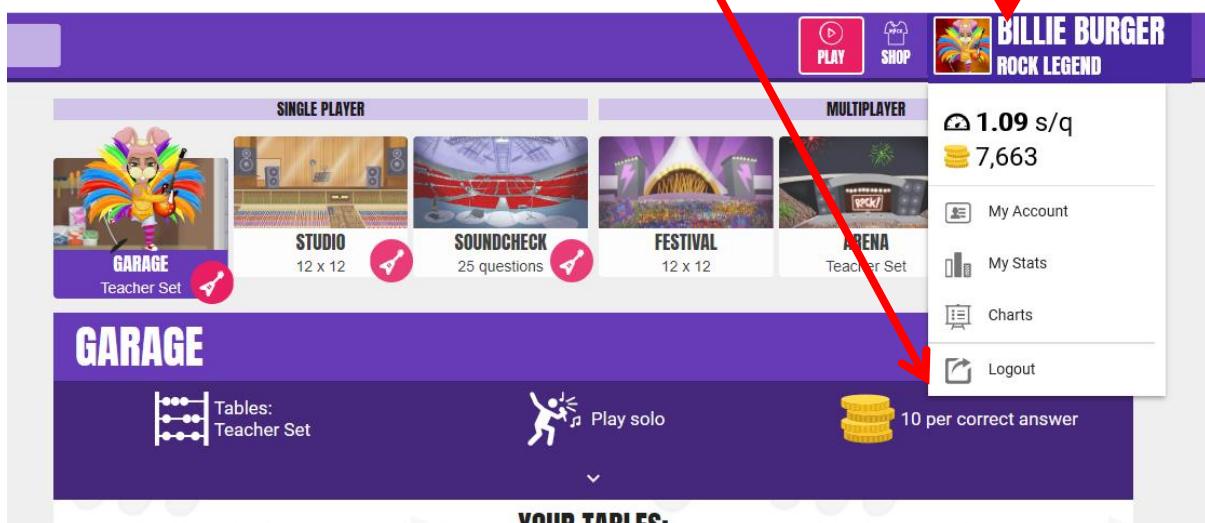 PLAY
SHOP
BILLIE BURGER
ROCK LEGEND
SINGLE PLAYER
MULTIPLAYER
1.09 s/q
7,663
My Account
My Stats
Charts
Logout
GARAGE
Teacher Set
STUDIO
12 x 12
SOUNDCHECK
25 questions
FESTIVAL
12 x 12
ROCK/
ARENA
Teacher Set
GARAGE
Tables:
Teacher Set
Play solo
10 per correct answer
YOUR TABLES: